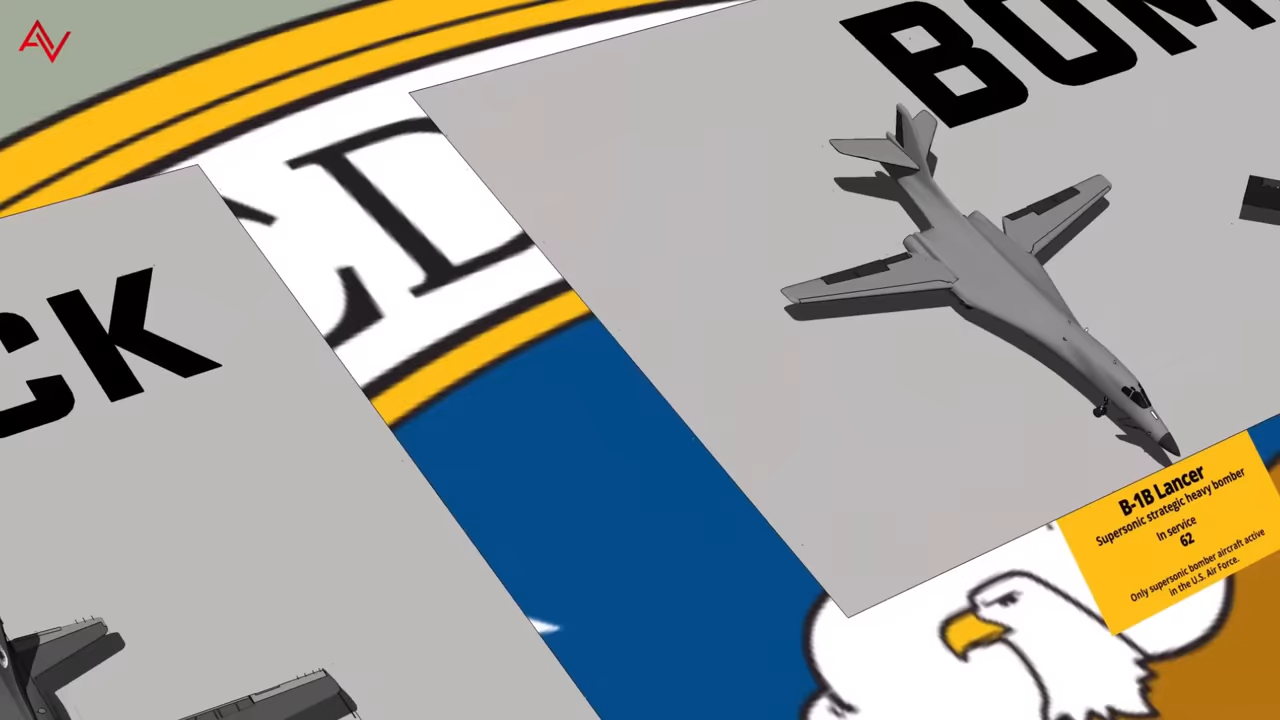 AV
BOM
CK
D
B-1B Lancer
Supersonic strategic heavy bomber
In service
62
Only supersonic bomber aircraft active
in the U.S. Air Force.